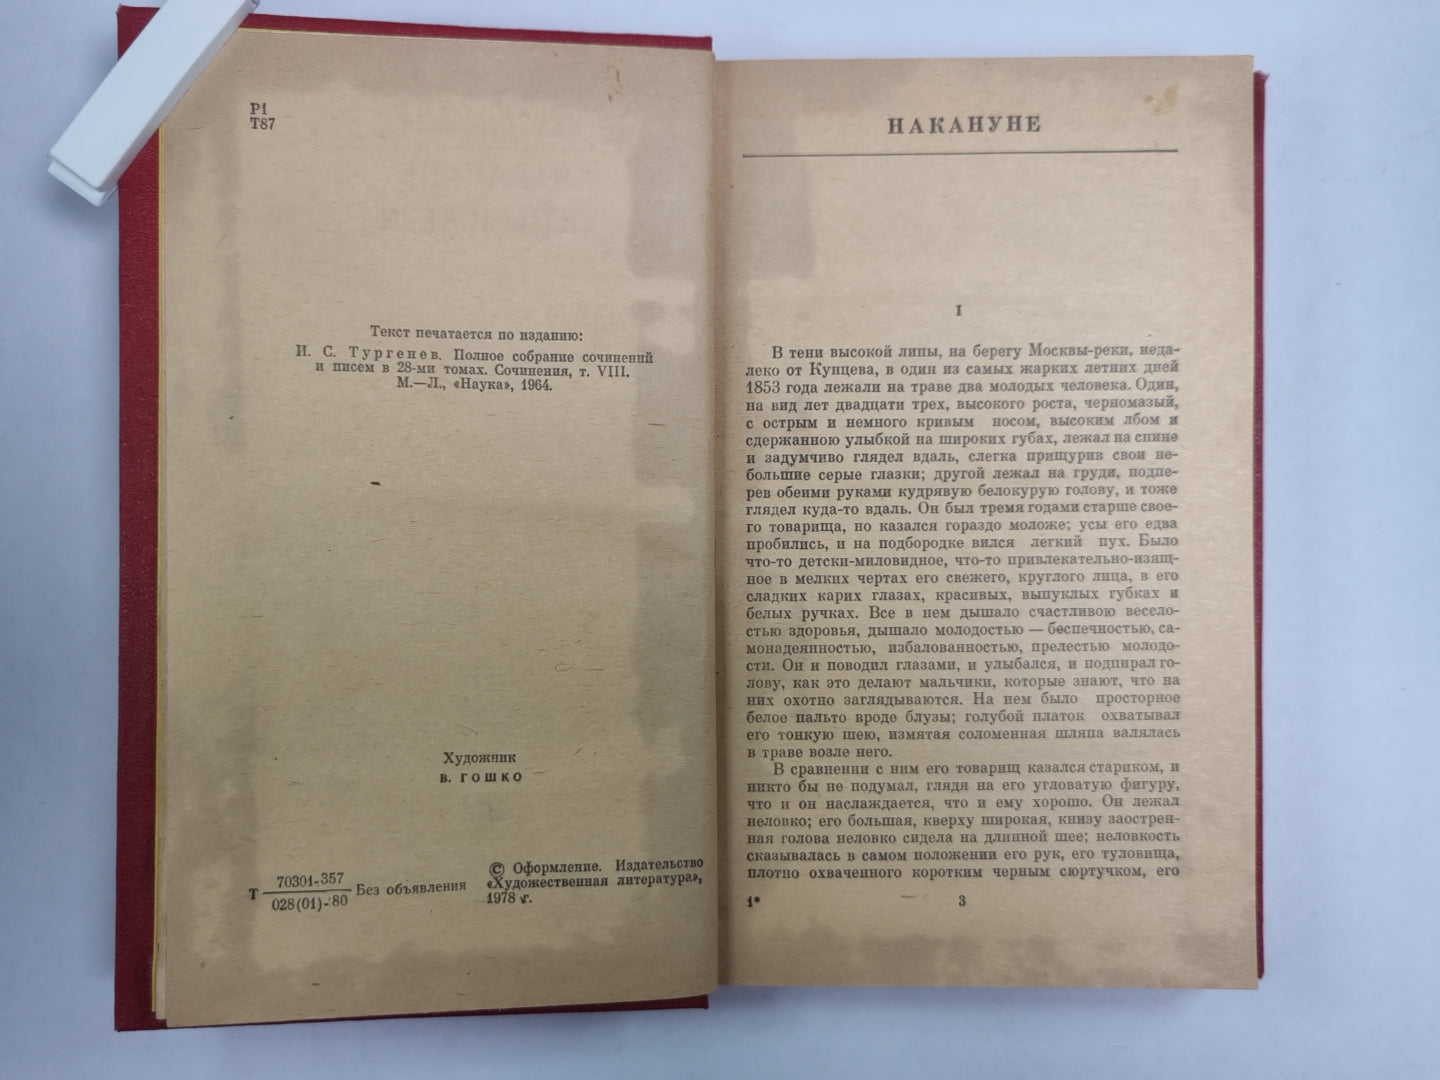 Р1
Т87
Текст печатается по изданию:
И. С. Тургенев. Полное собрание сочинений
и писем в 28-ми томах. Сочинения, т. VIII.
М.—Л., «Наука», 1964.
Художник
В. ГОШКО
Т 70301-357
028(01)-80 Без объявления
© Оформление. Издательство
«Художественная литература»,
1978 г.
НАКАНУНЕ
I
В тени высокой липы, на берегу Москвы-реки, неда-
леко от Кунцева, в один из самых жарких летних дней
1853 года лежали на траве два молодых человека. Один,
на вид лет двадцати трех, высокого роста, черномазый,
с острым и немного кривым носом, высоким лбом и
сдержанною улыбкой на широких губах, лежал на спине
и задумчиво глядел вдаль, слегка прищурив свои не-
большие серые глазки; другой лежал на груди, подпе-
рев обеими руками кудрявую белокурую голову, и тоже
глядел куда-то вдаль. Он был тремя годами старше свое-
го товарища, но казался гораздо моложе; усы его едва
пробились, и на подбородке вился легкий пух. Было
что-то детски-миловидное, что-то привлекательно-изящ-
ное в мелких чертах его свежего, круглого лица, в его
сладких карих глазах, красивых, выпуклых губках и
белых ручках. Все в нем дышало счастливою весело-
стью здоровья, дышало молодостью — беспечностью, са-
монадеянностью, избалованностью, прелестью молодо-
сти. Он и поводил глазами, и улыбался, и подпирал го-
лову, как это делают мальчики, которые знают, что на
них охотно заглядываются. На нем было просторное
белое пальто вроде блузы; голубой платок охватывал
его тонкую шею, измятая соломенная шляпа валялась
в траве возле него.
В сравнении с ним его товарищ казался стариком, и
никто бы не подумал, глядя на его угловатую фигуру,
что и он наслаждается, что и ему хорошо. Он лежал
неловко; его большая, кверху широкая, книзу заострен-
ная голова неловко сидела на длинной шее; неловкость
сказывалась в самом положении его рук, его туловища,
плотно охваченного коротким черным сюртучком, его
1*
3